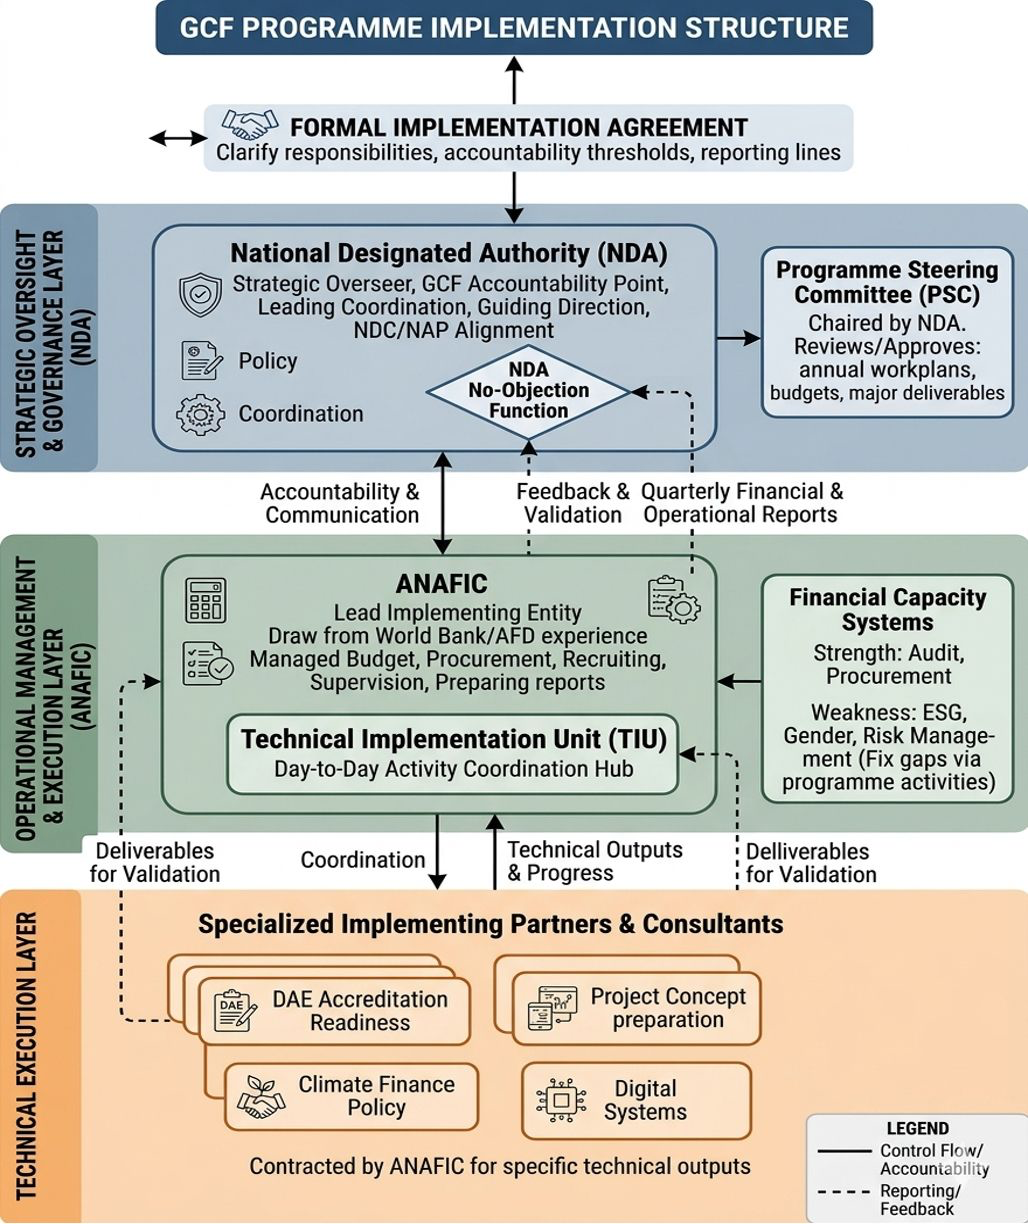 GCF PROGRAMME IMPLEMENTATION STRUCTURE
FORMAL IMPLEMENTATION AGREEMENT
Clarify responsibilities, accountability thresholds, reporting lines
STRATEGIC OVERSIGHT
& GOVERNANCE LAYER
(NDA)
National Designated Authority (NDA)
Strategic Overseer, GCF Accountability Point,
Leading Coordination, Guiding Direction,
NDC/NAP Alignment
Policy
Coordination
NDA
No-Objection
Function
Programme Steering
Committee (PSC)
Chaired by NDA.
Reviews/Approves:
annual workplans,
budgets, major deliverables
Accountability &
Communication
Feedback &
Validation
Quarterly Financial &
Operational Reports
OPERATIONAL MANAGEMENT
& EXECUTION LAYER
(ANAFIC)
ANAFIC
Lead Implementing Entity
Draw from World Bank/AFD experience
Managed Budget, Procurement, Recruiting,
Supervision, Preparing reports
Technical Implementation Unit (TIU)
Day-to-Day Activity Coordination Hub
Financial Capacity
Systems
Strength: Audit,
Procurement
Weakness: ESG,
Gender, Risk Manage-
ment (Fix gaps via
programme activities)
Deliverables
for Validation
Coordination
Technical Outputs
& Progress
Delliverables
for Validation
TECHNICAL EXECUTION LAYER
Specialized Implementing Partners & Consultants
DAE
DAE Accreditation
Readiness
Project Concept
preparation
Climate Finance
Policy
Digital
Systems
Contracted by ANAFIC for specific technical outputs
LEGEND
Control Flow/
Accountability
Reporting/
Feedback